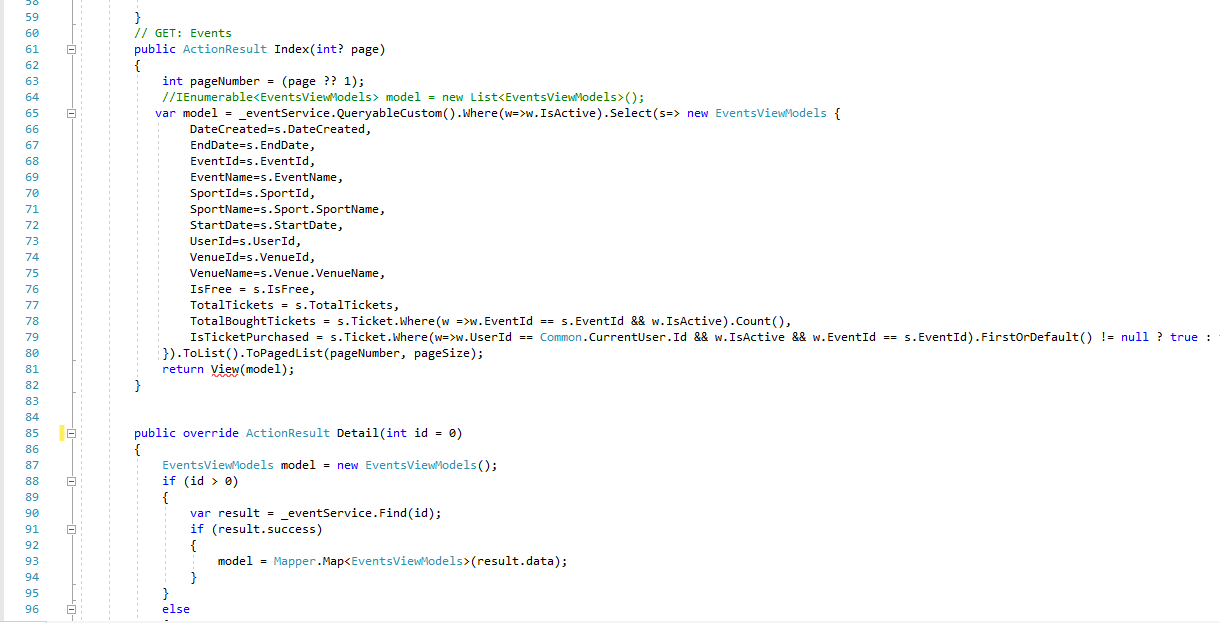 58
59 }
60 // GET: Events
61 public ActionResult Index(int? page)
62 {
63 int pageNumber = (page ?? 1);
64 //IEnumerable<EventsViewModels> model = new List<EventsViewModels>();
65 var model = _eventService.QueryableCustom().Where(w=>w.IsActive).Select(s=> new EventsViewModels {
66 DateCreated=s.DateCreated,
67 EndDate=s.EndDate,
68 EventId=s.EventId,
69 EventName=s.EventName,
70 SportId=s.SportId,
71 SportName=s.Sport.SportName,
72 StartDate=s.StartDate,
73 UserId=s.UserId,
74 VenueId=s.VenueId,
75 VenueName=s.Venue.VenueName,
76 IsFree = s.IsFree,
77 TotalTickets = s.TotalTickets,
78 TotalBoughtTickets = s.Ticket.Where(w =>w.EventId == s.EventId && w.IsActive).Count(),
79 IsTicketPurchased = s.Ticket.Where(w=>w.UserId == Common.CurrentUser.Id && w.IsActive && w.EventId == s.EventId).FirstOrDefault() != null ? true :
80 }).ToList().ToPagedList(pageNumber, pageSize);
81 return View(model);
82 }
83
84
85 public override ActionResult Detail(int id = 0)
86 {
87 EventsViewModels model = new EventsViewModels();
88 if (id > 0)
89 {
90 var result = _eventService.Find(id);
91 if (result.success)
92 {
93 model = Mapper.Map<EventsViewModels>(result.data);
94 }
95 }
96 else